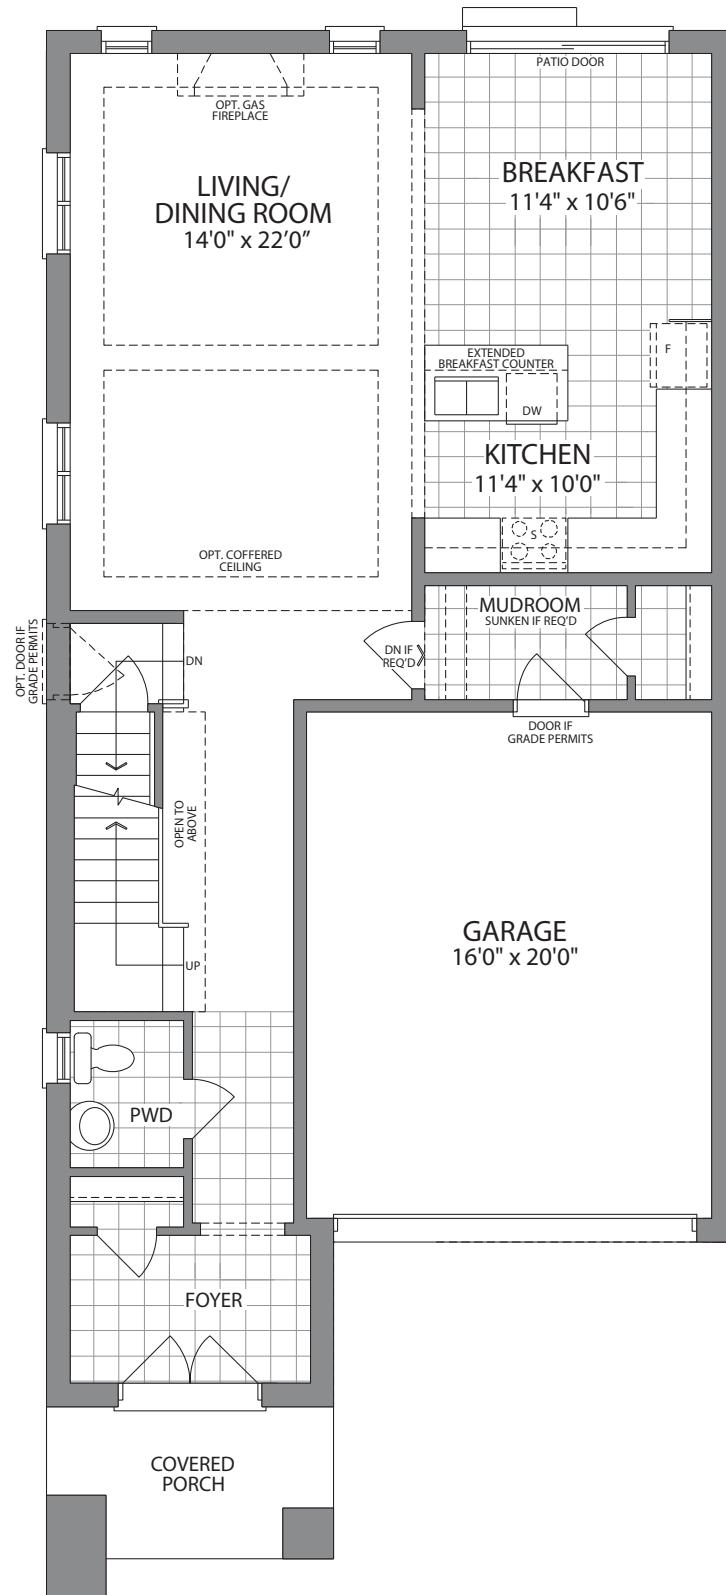 PATIO DOOR
OPT. GAS
FIREPLACE
LIVING/
DINING ROOM
14'0" x 22'0"
BREAKFAST
11'4" x 10'6"
EXTENDED
BREAKFAST COUNTER
F
DW
KITCHEN
11'4" x 10'0"
S
OPT. COFFERED
CEILING
MUDROOM
SUNKEN IF REQ'D
OPT. DOOR IF
GRADE PERMITS
DN
DN IF
REQ'D
DOOR IF
GRADE PERMITS
OPEN TO
ABOVE
GARAGE
16'0" x 20'0"
UP
PWD
FOYER
COVERED
PORCH